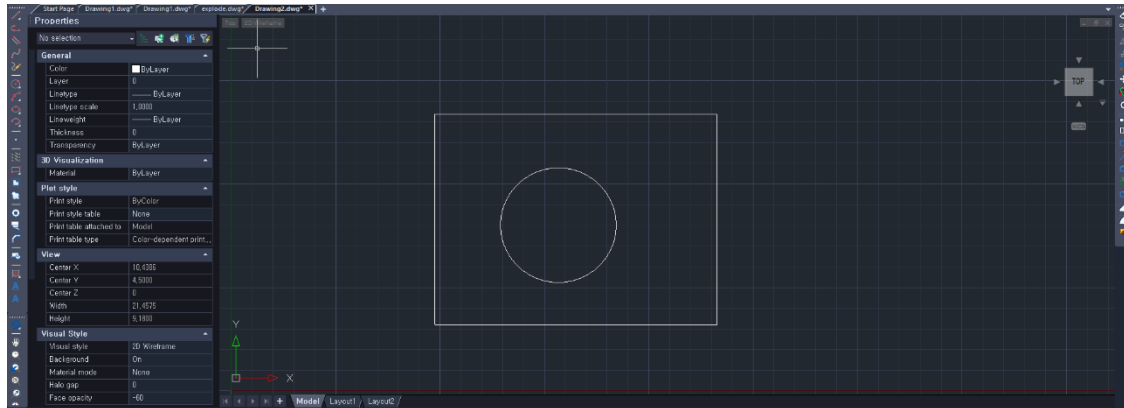 Start Page Drawing1.dwg* Drawing1.dwg* explode.dwg* Drawing2.dwg*
Properties
No selection
General
Color ByLayer
Layer 0
Linetype ByLayer
Linetype scale 1,0000
Lineweight ByLayer
Thickness 0
Transparency ByLayer
3D Visualization
Material ByLayer
Plot style
Print style ByColor
Print style table None
Print table attached to Model
Print table type Color-dependent print...
View
Center X 10,4386
Center Y 4,5000
Center Z 0
Width 21,4575
Height 9,1800
Visual Style
Visual style 2D Wireframe
Background On
Material mode None
Halo gap 0
Face opacity -60
Top 2D Wireframe
TOP
Y
X
Model Layout1 Layout2